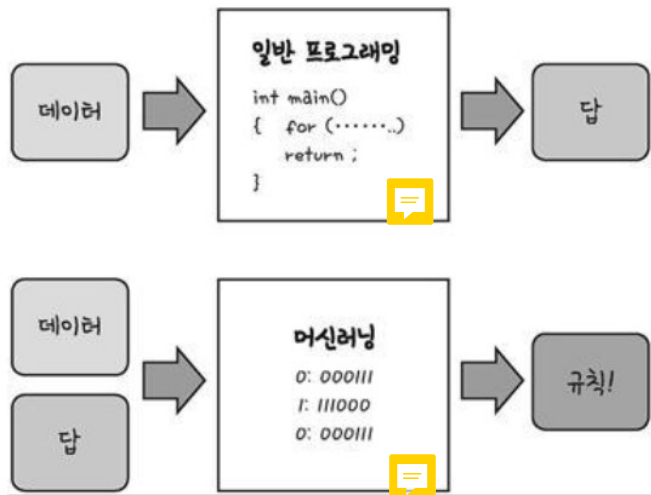 일반 프로그래밍
데이터
int main()
{ for (······..)
return ;
}
답
데이터
답
머신러닝
0: 000111
1: 111000
0: 000111
규칙!